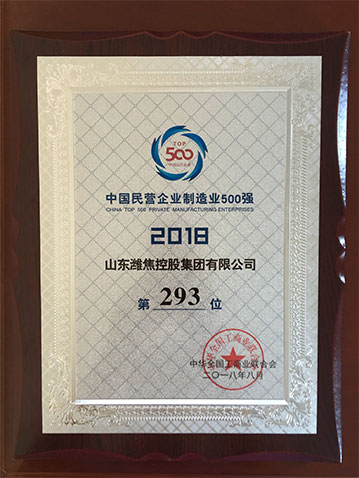 TOP
500
中国民营企业制造业500强
CHINA TOP 500 PRIVATE MANUFACTURING ENTERPRISES
2018
山东潍焦控股集团有限公司
第 293 位
中华全国工商业联合会
二〇一八年八月